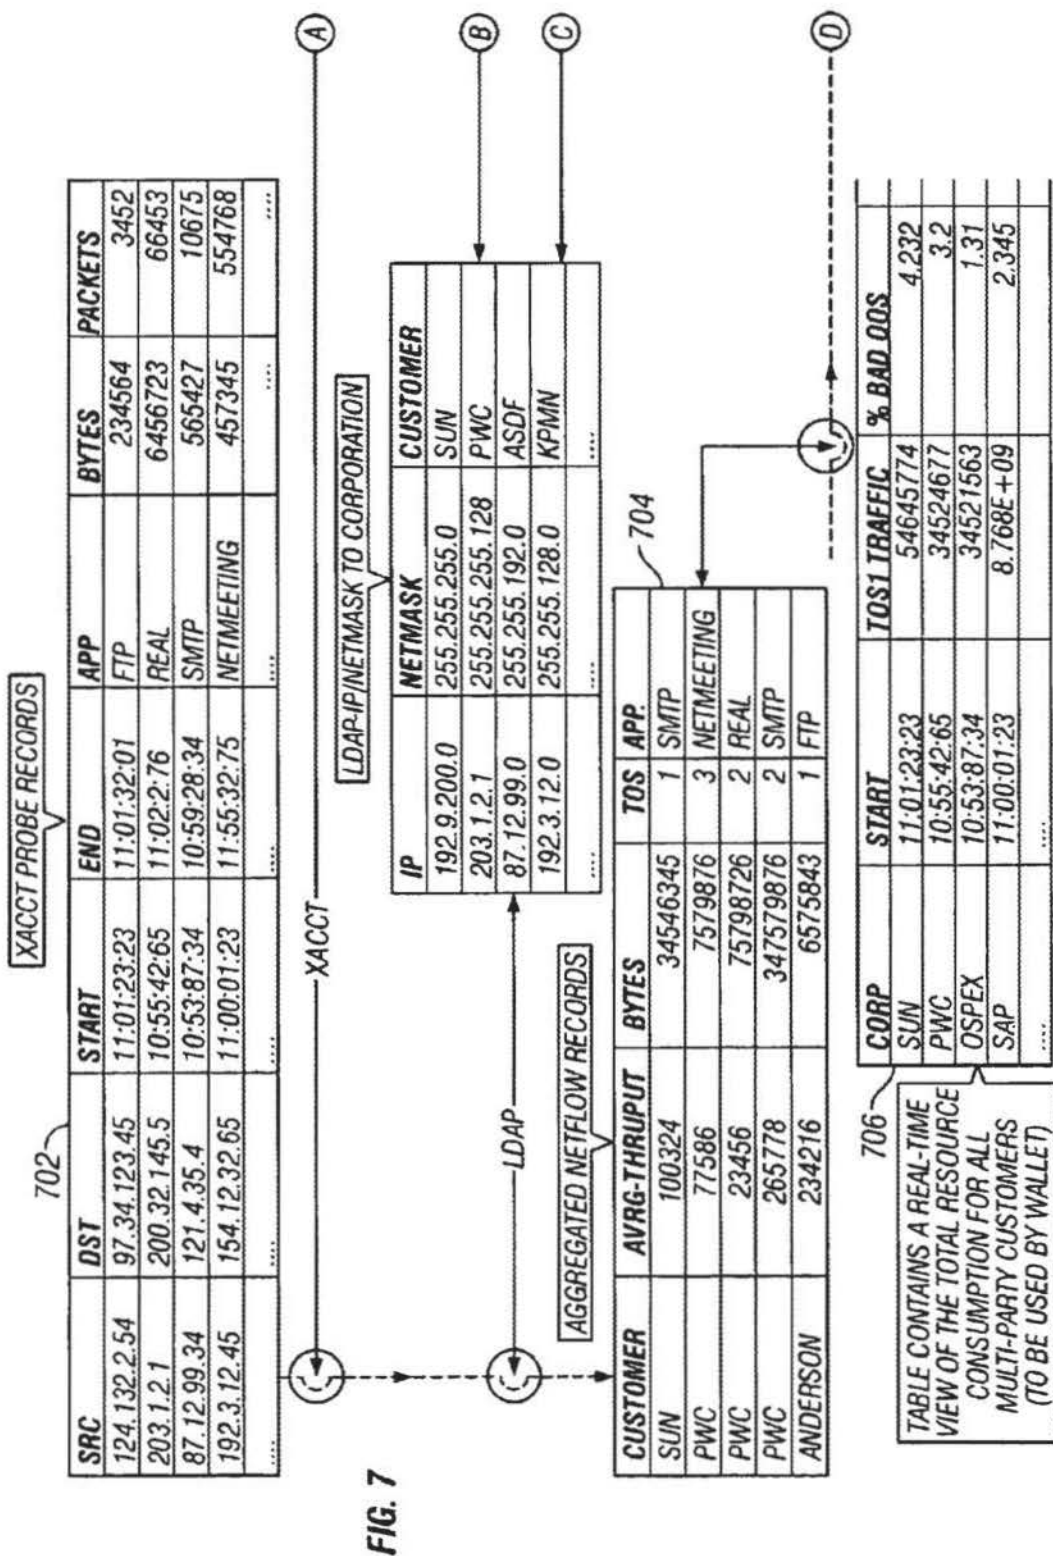 FIG. 7
XACCT PROBE RECORDS
702
SRC DST START END APP BYTES PACKETS
124.132.2.54 97.34.123.45 11:01:23:23 11:01:32:01 FTP 234564 3452
203.1.2.1 200.32.145.5 10:55:42:65 11:02:2:76 REAL 6456723 66453
87.12.99.34 121.4.35.4 10:53:87:34 10:59:28:34 SMTP 565427 10675
192.3.12.45 154.12.32.65 11:00:01:23 11:55:32:75 NETMEETING 457345 554768
.... .... .... .... .... .... ....
XACCT
A
LDAP-IP/NETMASK TO CORPORATION
IP NETMASK CUSTOMER
192.9.200.0 255.255.255.0 SUN
203.1.2.1 255.255.255.128 PWC
87.12.99.0 255.255.192.0 ASDF
192.3.12.0 255.255.128.0 KPMN
.... .... ....
B
C
LDAP
AGGREGATED NETFLOW RECORDS
704
CUSTOMER AVRG-THRUPUT BYTES TOS APP.
SUN 100324 34546345 1 SMTP
PWC 77586 7579876 3 NETMEETING
PWC 23456 75798726 2 REAL
PWC 265778 347579876 2 SMTP
ANDERSON 234216 6575843 1 FTP
D
706
CORP START TOS1 TRAFFIC % BAD QOS
SUN 11:01:23:23 54645774 4.232
PWC 10:55:42:65 34524677 3.2
OSPEX 10:53:87:34 34521563 1.31
SAP 11:00:01:23 8.768E+09 2.345
....
TABLE CONTAINS A REAL-TIME
VIEW OF THE TOTAL RESOURCE
CONSUMPTION FOR ALL
MULTI-PARTY CUSTOMERS
(TO BE USED BY WALLET)